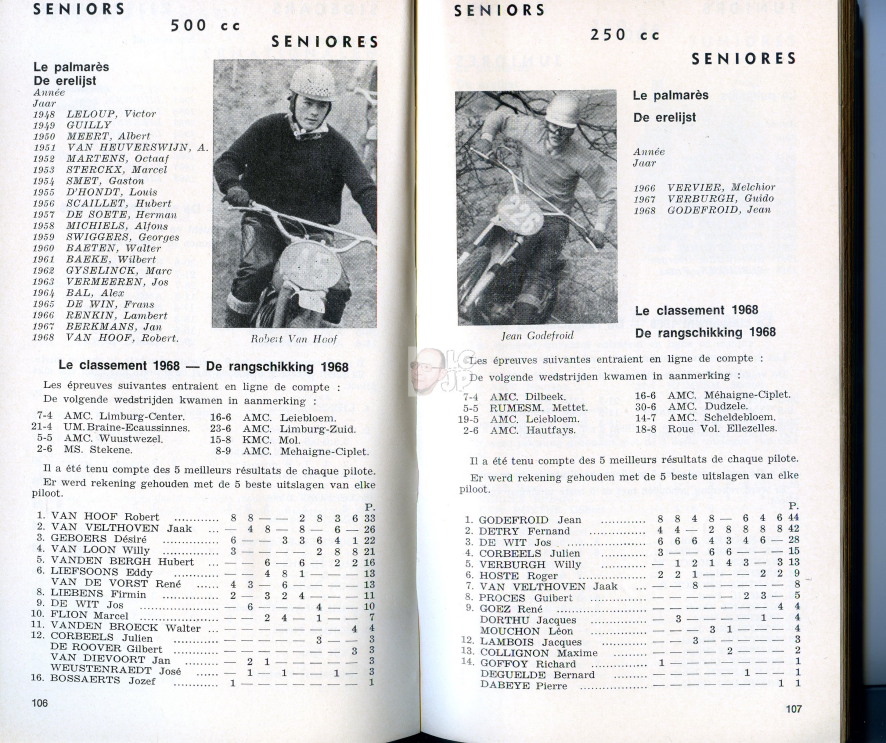 SENIORS
500 cc
SENIORES
Le palmarès
De erelijst
Année
Jaar
1948 LELOUP, Victor
1949 GUILLY
1950 MEERT, Albert
1951 VAN HEUVERSWIJN, A.
1952 MARTENS, Octaaf
1953 STERCKX, Marcel
1954 SMET, Gaston
1955 D'HONDT, Louis
1956 SCAILLET, Hubert
1957 DE SOETE, Herman
1958 MICHIELS, Alfons
1959 SWIGGERS, Georges
1960 BAETEN, Walter
1961 BAEKE, Wilbert
1962 GYSELINCK, Marc
1963 VERMEEREN, Jos
1964 BAL, Alex
1965 DE WIN, Frans
1966 RENKIN, Lambert
1967 BERKMANS, Jan
1968 VAN HOOF, Robert.
Robert Van Hoof
Le classement 1968 — De rangschikking 1968
Les épreuves suivantes entraient en ligne de compte :
De volgende wedstrijden kwamen in aanmerking :
7-4 AMC. Limburg-Center. 16-6 AMC. Leiebloem.
21-4 UM. Braine-Ecaussinnes. 23-6 AMC. Limburg-Zuid.
5-5 AMC. Wuustwezel. 15-8 KMC. Mol.
2-6 MS. Stekene. 8-9 AMC. Mehaigne-Ciplet.
Il a été tenu compte des 5 meilleurs résultats de chaque pilote.
Er werd rekening gehouden met de 5 beste uitslagen van elke
piloot.
P.
1. VAN HOOF Robert ............ 8 8 — — 2 8 3 6 33
2. VAN VELTHOVEN Jaak ... — 4 8 — 8 — 6 — 26
3. GEBOERS Désiré ............ 6 — — 3 3 6 4 1 22
4. VAN LOON Willy ............ 3 — — — — 2 8 8 21
5. VANDEN BERGH Hubert ... — — 6 — 6 — 2 2 16
6. LIEFSOONS Eddy ............ — — 4 8 1 — — — 13
VAN DE VORST René ...... 4 3 — 6 — — — — 13
8. LIEBENS Firmin ............ 2 — 3 2 4 — — — 11
9. DE WIT Jos ..................... — 6 — — — 4 — — 10
10. FLION Marcel .................. — — 2 4 — 1 — — 7
11. VANDEN BROECK Walter ... — — — — — — — 4 4
12. CORBEELS Julien ............ — — — — — 3 — — 3
DE ROOVER Gilbert ......... — — — — — — — 3 3
VAN DIEVOORT Jan ......... — 2 1 — — — — — 3
WEUSTENRAEDT José ...... — 1 — 1 — — 1 — 3
16. BOSSAERTS Jozef ............ 1 — — — — — — — 1
106
SENIORS
250 cc
SENIORES
Le palmarès
De erelijst
Année
Jaar
1966 VERVIER, Melchior
1967 VERBURGH, Guido
1968 GODEFROID, Jean
226
Jean Godefroid
Le classement 1968
De rangschikking 1968
Les épreuves suivantes entraient en ligne de compte :
De volgende wedstrijden kwamen in aanmerking :
7-4 AMC. Dilbeek. 16-6 AMC. Méhaigne-Ciplet.
5-5 RUMESM. Mettet. 30-6 AMC. Dudzele.
19-5 AMC. Leiebloem. 14-7 AMC. Scheldebloem.
2-6 AMC. Hautfays. 18-8 Roue Vol. Ellezelles.
Il a été tenu compte des 5 meilleurs résultats de chaque pilote.
Er werd rekening gehouden met de 5 beste uitslagen van elke
piloot.
P.
1. GODEFROID Jean ............ 8 8 4 8 — 6 4 6 44
2. DETRY Fernand ............ 4 4 — 2 8 8 8 8 42
3. DE WIT Jos ..................... 6 6 6 4 3 4 6 — 28
4. CORBEELS Julien ............ 3 — — 6 6 — — — 15
5. VERBURGH Willy ............ — 1 2 1 4 3 — 3 13
6. HOSTE Roger .................. 2 2 1 — — — 2 2 9
7. VAN VELTHOVEN Jaak ... — — 8 — — — — — 8
8. PROCES Guibert ............ — — — — — 2 3 — 5
9. GOEZ René ..................... — — — — — — — 4 4
DORTHU Jacques ............ — 3 — — — — 1 — 4
MOUCHON Léon ............ — — — 3 1 — — — 4
12. LAMBOIS Jacques ............ — — 3 — — — — — 3
13. COLLIGNON Maxime ...... — — — — 2 — — — 2
14. GOFFOY Richard ............ 1 — — — — — — — 1
DEGUELDE Bernard ......... — — — — — 1 — — 1
DABEYE Pierre .................. — — — — — — — 1 1
107
LG
JP